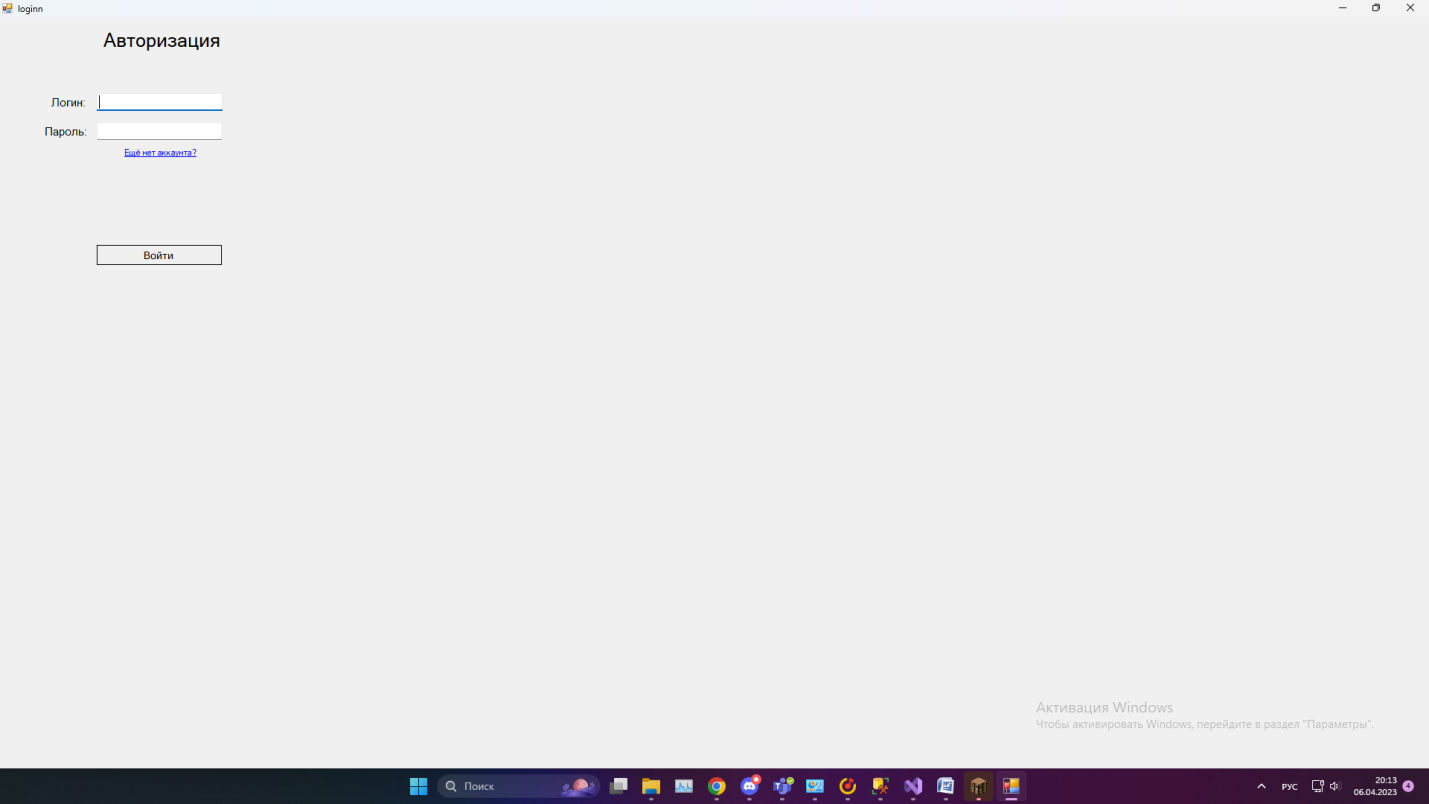 loginn
Авторизация
Логин:
Пароль:
Ещё нет аккаунта?
Войти
Активация Windows
Чтобы активировать Windows, перейдите в раздел "Параметры".
Поиск
РУС
20:13
06.04.2023
4